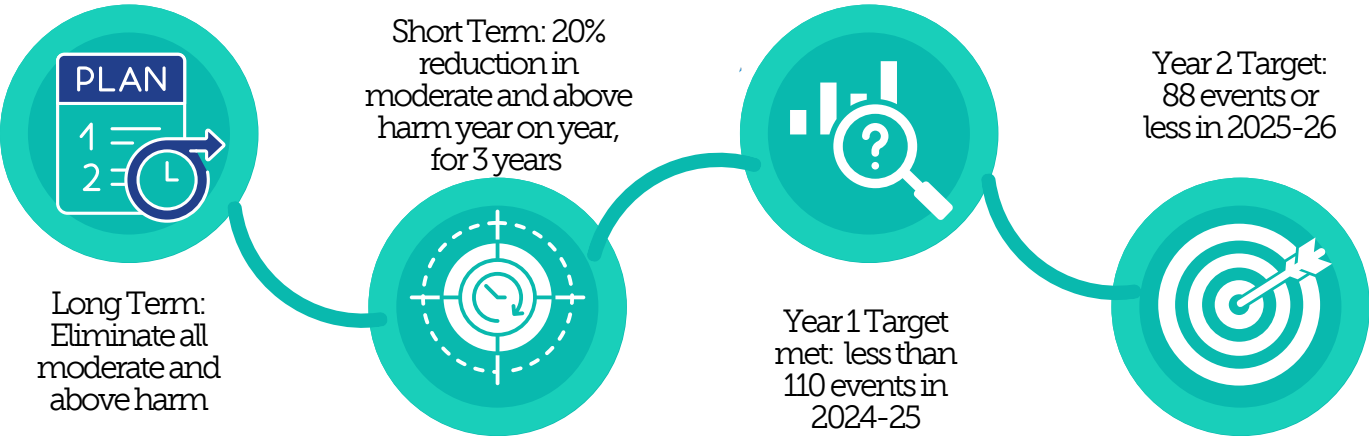 PLAN
1
2
Long Term:
Eliminate all
moderate and
above harm
Short Term: 20%
reduction in
moderate and above
harm year on year,
for 3 years
?
Year 1 Target
met: less than
110 events in
2024-25
Year 2 Target:
88 events or
less in 2025-26